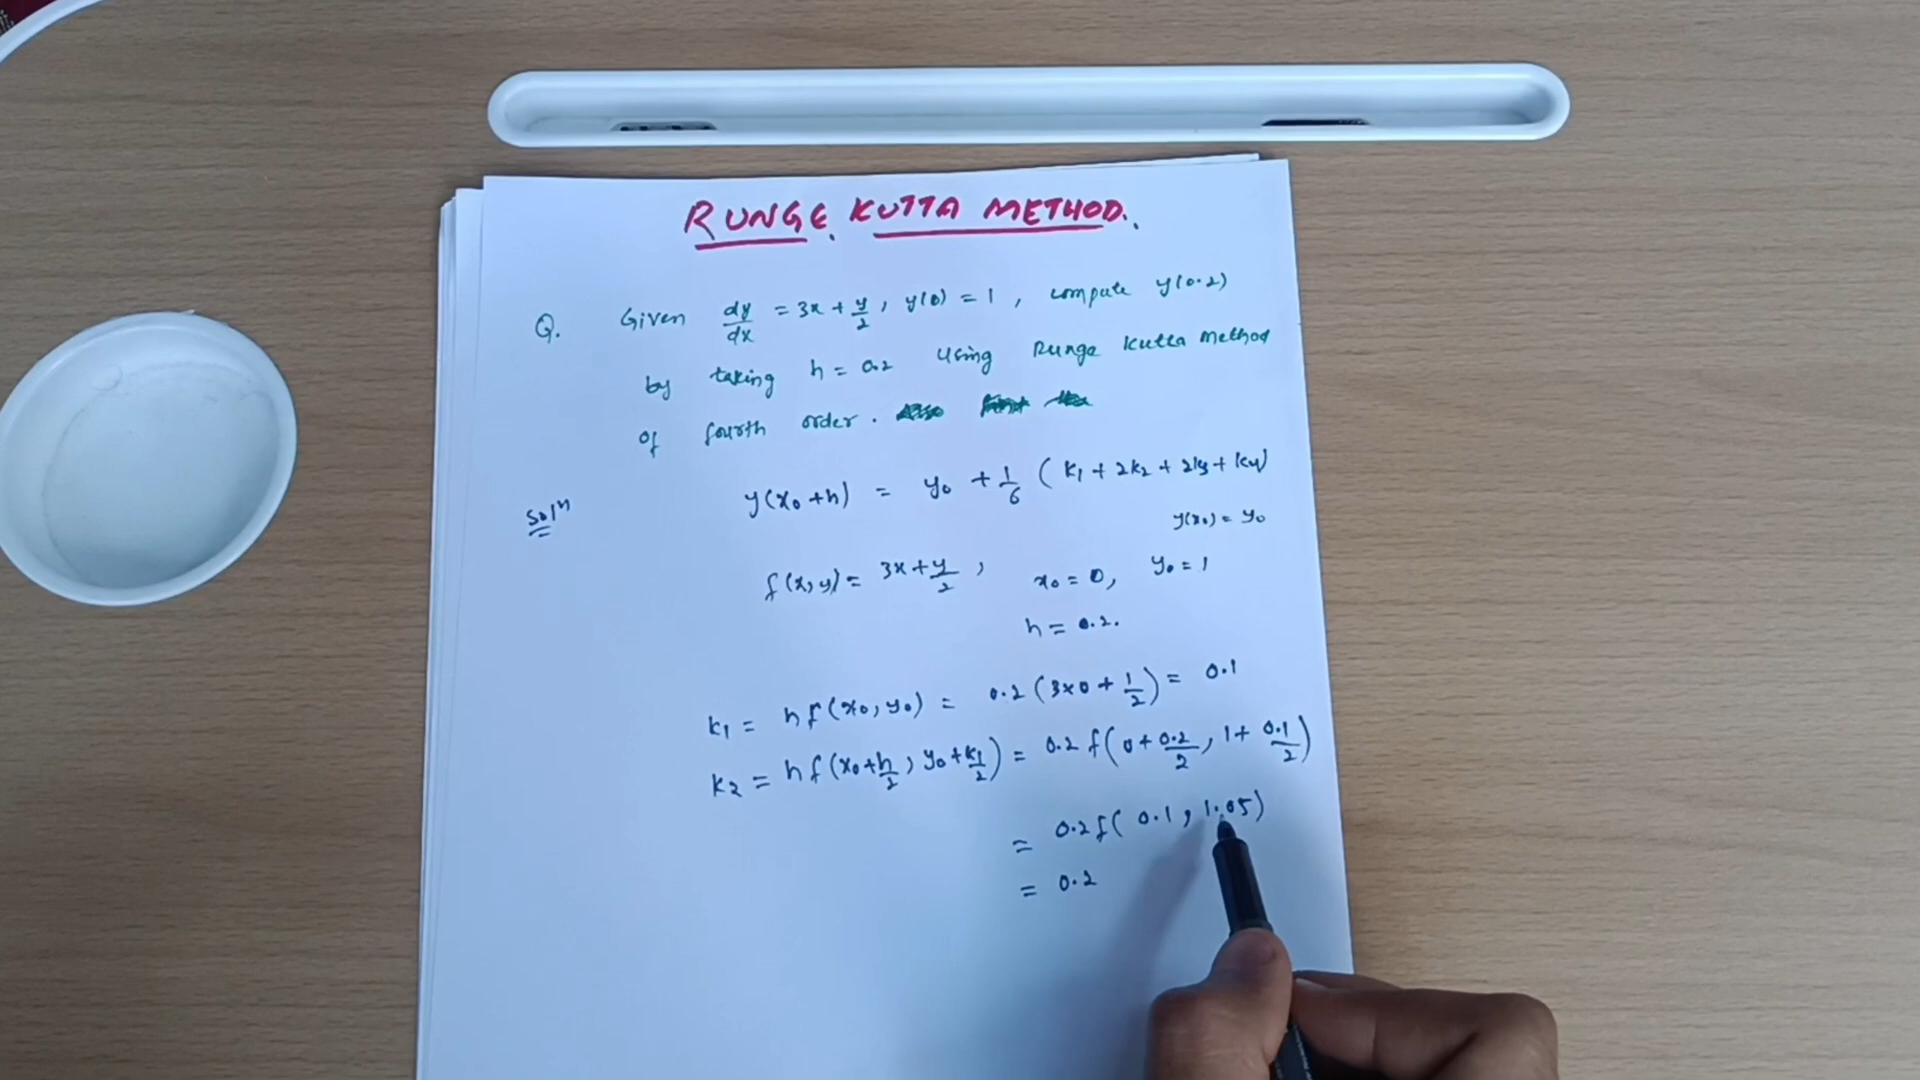 RUNGE KUTTA METHOD.
Q. Given dy/dx = 3x + y/2, y(0) = 1, compute y(0.2)
by taking h = 0.2 using Runge Kutta Method
of fourth order.
Solⁿ y(x₀+h) = y₀ + 1/6 (k₁ + 2k₂ + 2k₃ + k₄)
y(x₀) = y₀
f(x,y) = 3x + y/2, x₀ = 0, y₀ = 1
h = 0.2.
k₁ = hf(x₀, y₀) = 0.2 (3x0 + 1/2) = 0.1
k₂ = hf(x₀+h/2, y₀+k₁/2) = 0.2 f(0 + 0.2/2, 1 + 0.1/2)
= 0.2 f(0.1, 1.05)
= 0.2